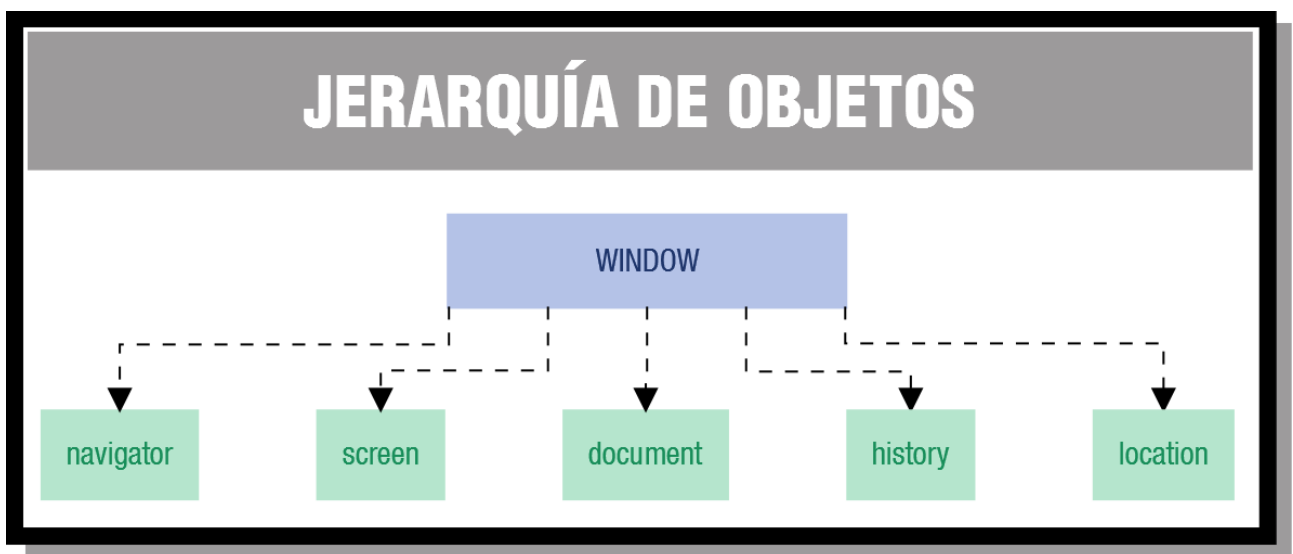 JERARQUÍA DE OBJETOS
WINDOW
navigator
screen
document
history
location